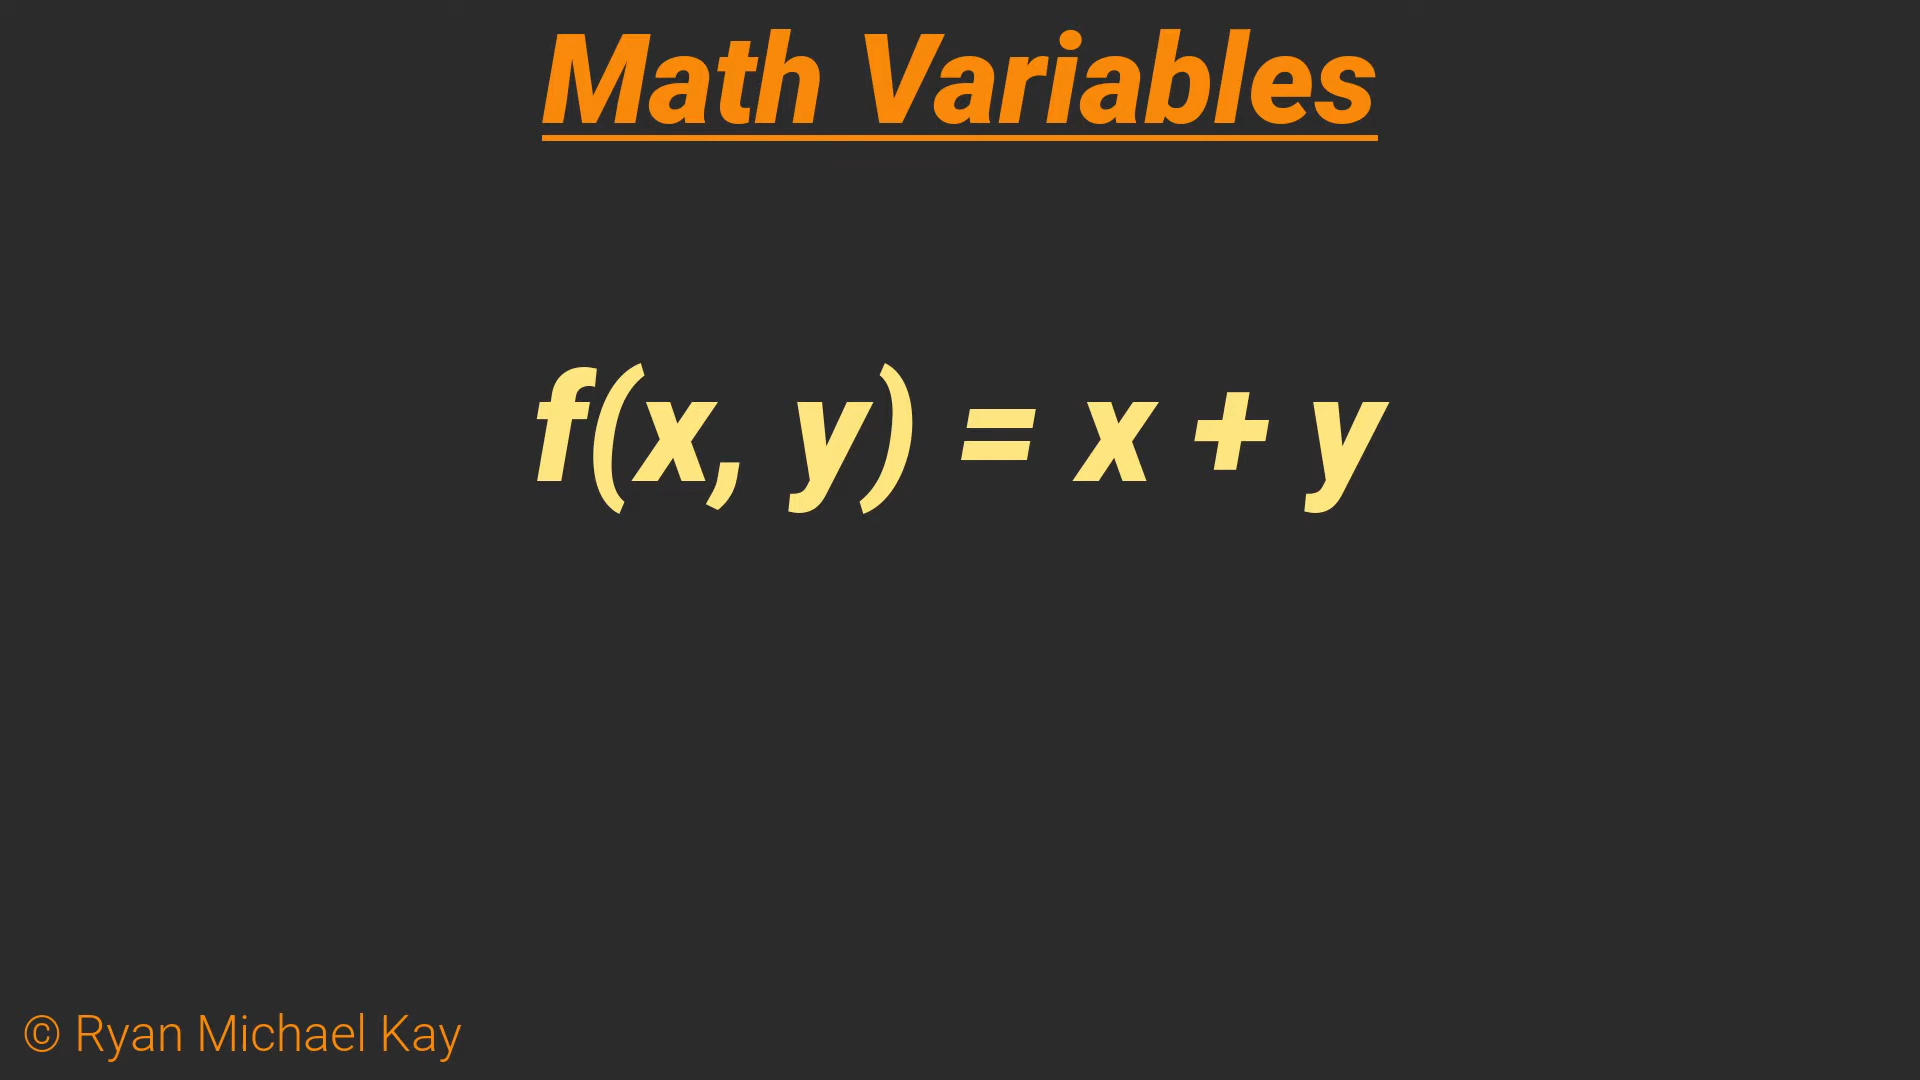 Math Variables
f(x, y) = x + y
© Ryan Michael Kay